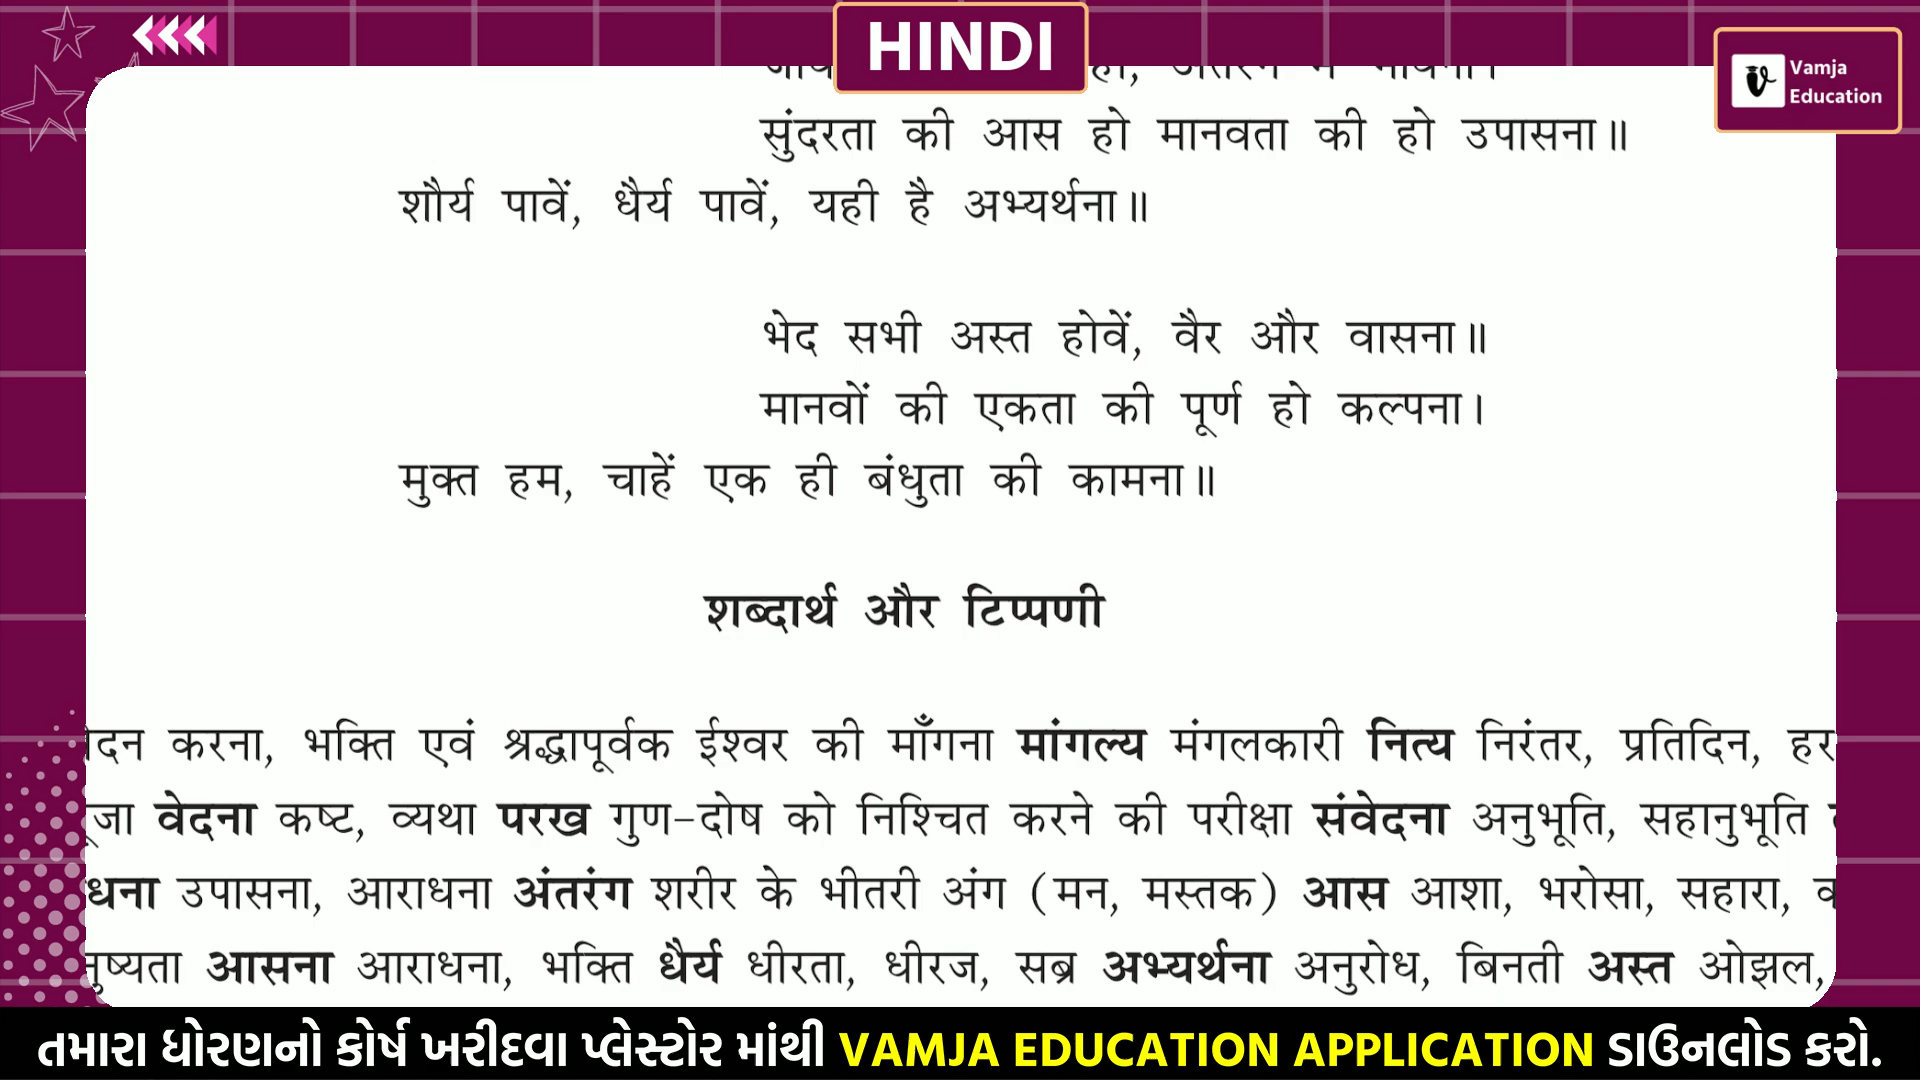 HINDI
Vamja
Education
सुंदरता की आस हो मानवता की हो उपासना॥
शौर्य पावें, धैर्य पावें, यही है अभ्यर्थना॥
भेद सभी अस्त होवें, वैर और वासना॥
मानवों की एकता की पूर्ण हो कल्पना।
मुक्त हम, चाहें एक ही बंधुता की कामना॥
शब्दार्थ और टिप्पणी
करना, भक्ति एवं श्रद्धापूर्वक ईश्वर की माँगना मांगल्य मंगलकारी नित्य निरंतर, प्रतिदिन, हर
वेदना कष्ट, व्यथा परख गुण-दोष को निश्चित करने की परीक्षा संवेदना अनुभूति, सहानुभूति
उपासना, आराधना अंतरंग शरीर के भीतरी अंग (मन, मस्तक) आस आशा, भरोसा, सहारा,
आसना आराधना, भक्ति धैर्य धीरता, धीरज, सब्र अभ्यर्थना अनुरोध, बिनती अस्त ओझल,
તમારા ધોરણનો કોર્ષ ખરીદવા પ્લેસ્ટોર માંથી VAMJA EDUCATION APPLICATION ડાઉનલોડ કરો.